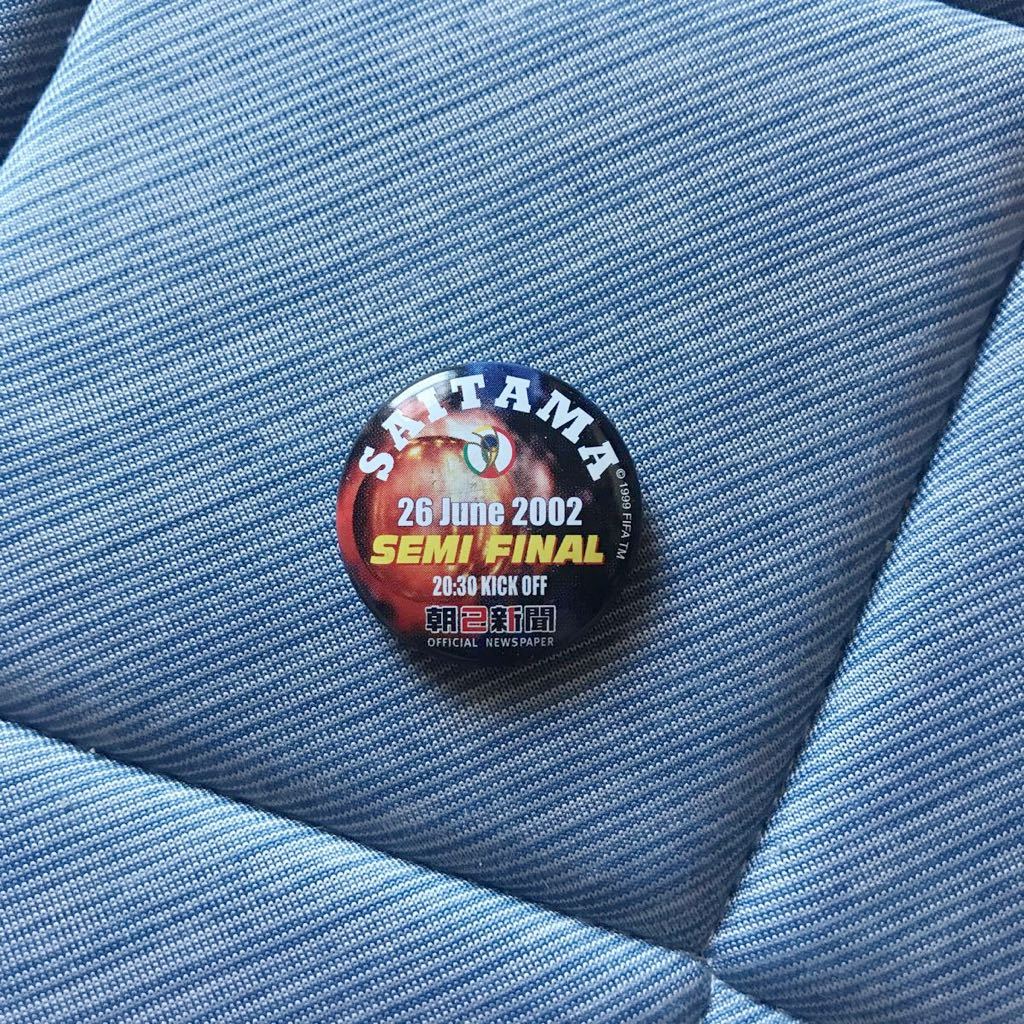 SAITAMA
© 1999 FIFA TM
26 June 2002
SEMI FINAL
20:30 KICK OFF
朝日新聞
OFFICIAL NEWSPAPER